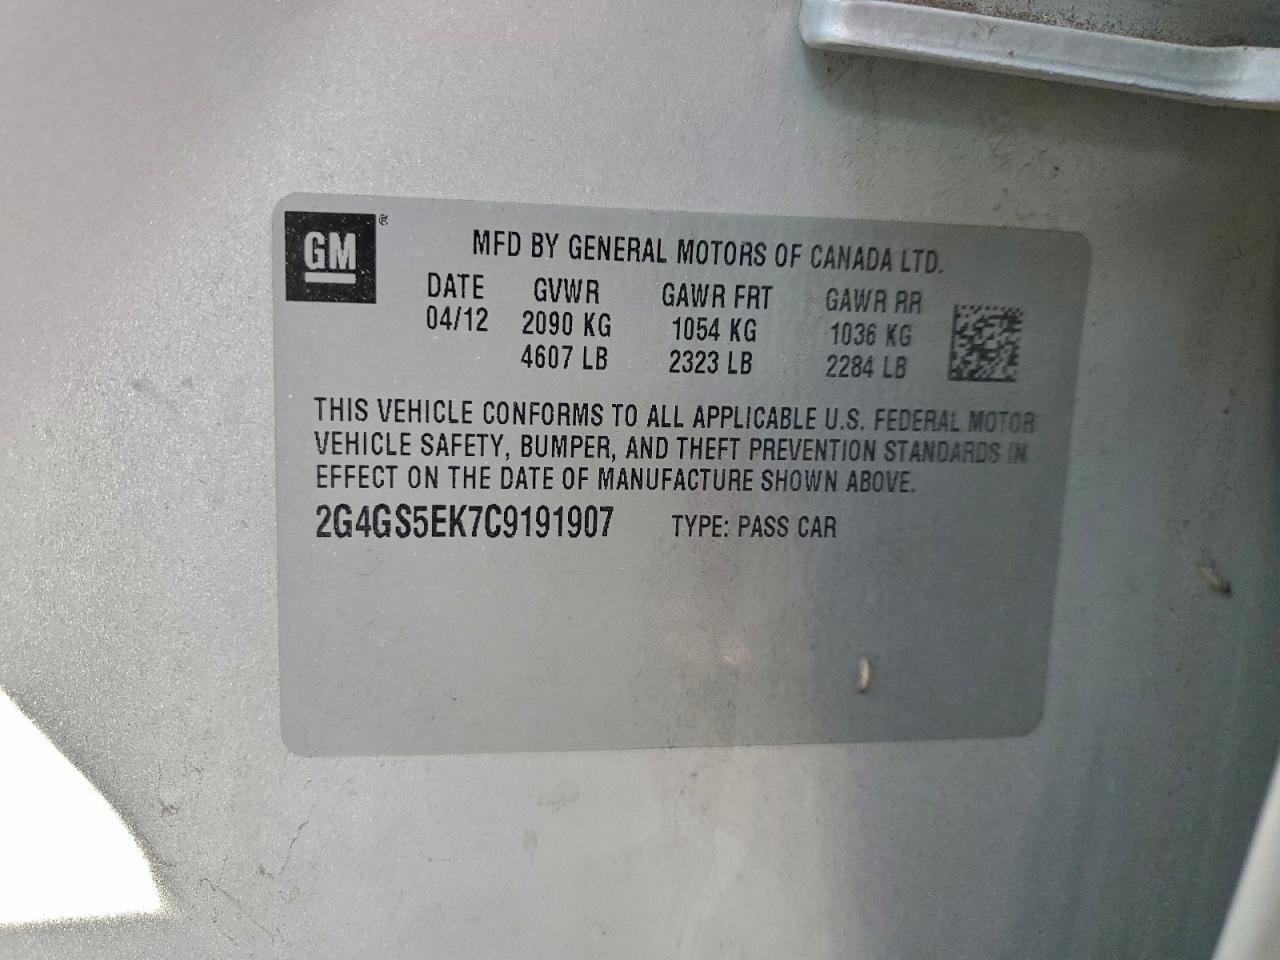 GM®
MFD BY GENERAL MOTORS OF CANADA LTD.
DATE GVWR GAWR FRT GAWR RR
04/12 2090 KG 1054 KG 1036 KG
4607 LB 2323 LB 2284 LB
THIS VEHICLE CONFORMS TO ALL APPLICABLE U.S. FEDERAL MOTOR
VEHICLE SAFETY, BUMPER, AND THEFT PREVENTION STANDARDS IN
EFFECT ON THE DATE OF MANUFACTURE SHOWN ABOVE.
2G4GS5EK7C9191907 TYPE: PASS CAR